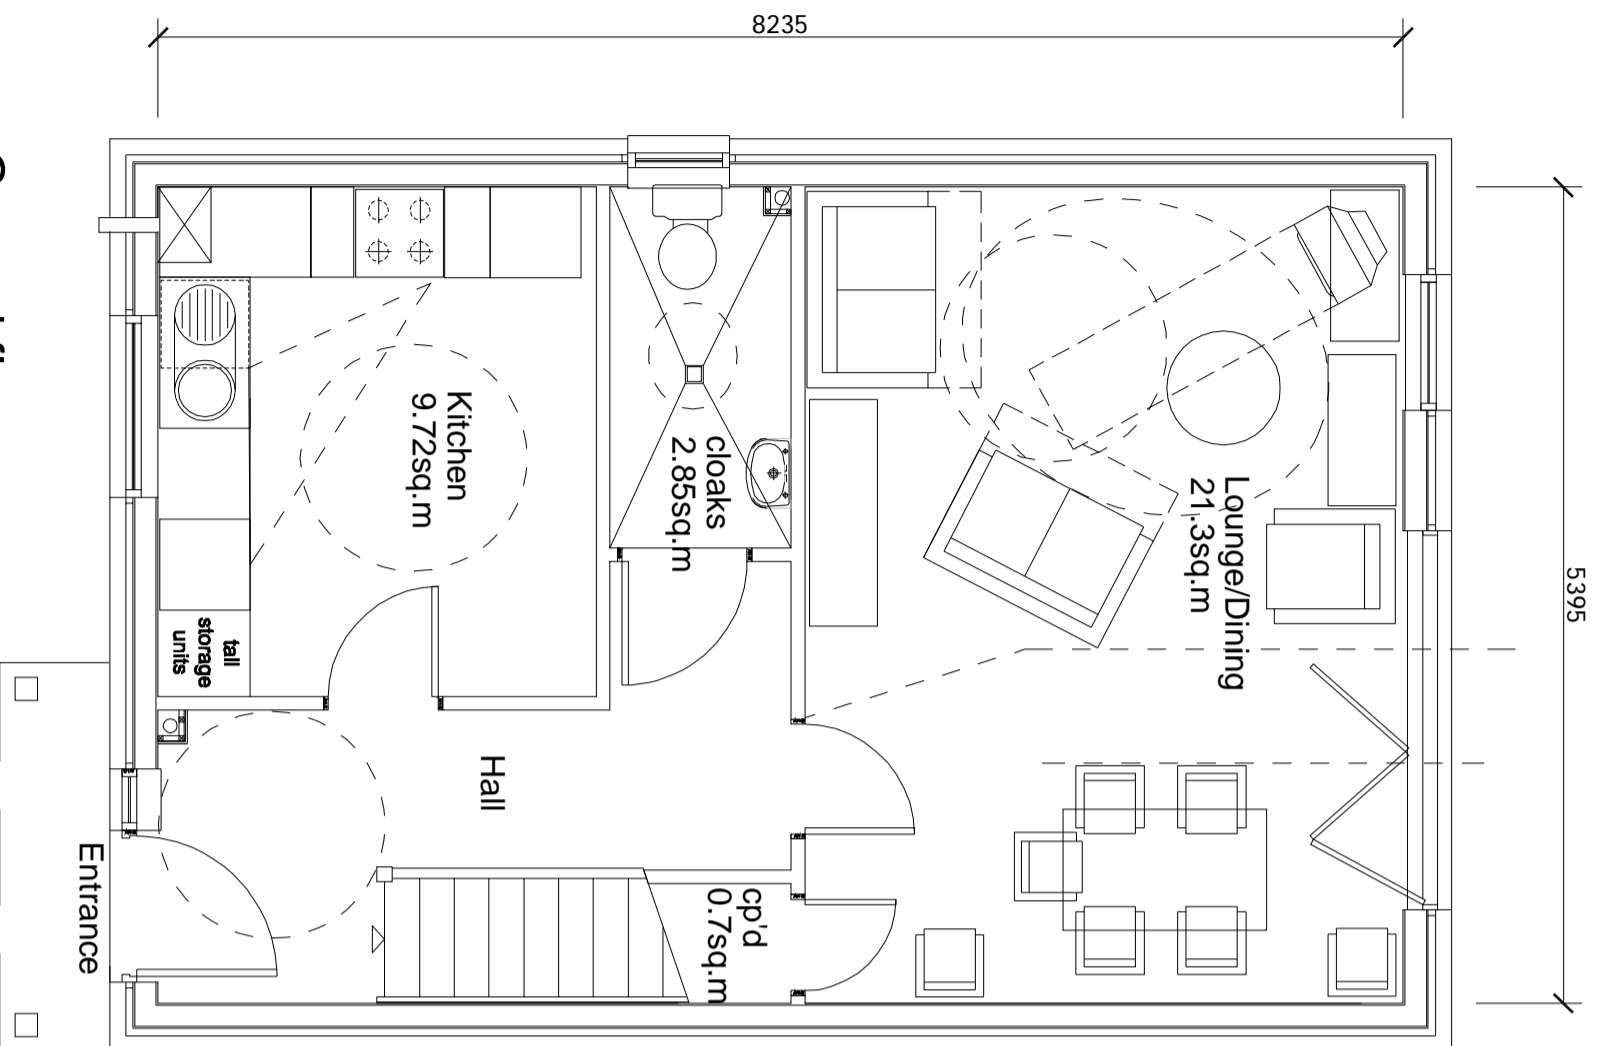 8235
5395
Kitchen
9.72sq.m
cloaks
2.85sq.m
Lounge/Dining
21.3sq.m
tall
storage
units
Hall
cp'd
0.7sq.m
Entrance